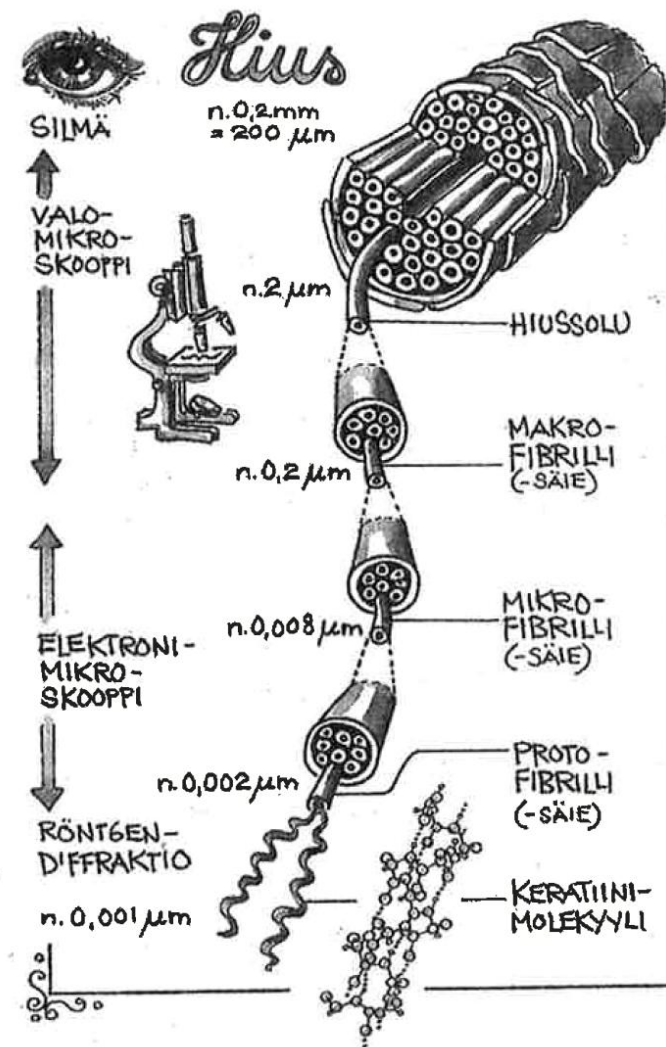 Hius
n.0,2mm
= 200 µm
SILMÄ
VALO-
MIKRO-
SKOOPPI
n.2 µm
HIUSSOLU
MAKRO-
FIBRILLI
(-SÄIE)
n.0,2 µm
MIKRO-
FIBRILLI
(-SÄIE)
n.0,008 µm
ELEKTRONI-
MIKRO-
SKOOPPI
PROTO-
FIBRILLI
(-SÄIE)
n.0,002 µm
RÖNTGEN-
DIFFRAKTIO
n.0,001 µm
KERATIINI-
MOLEKYYLI